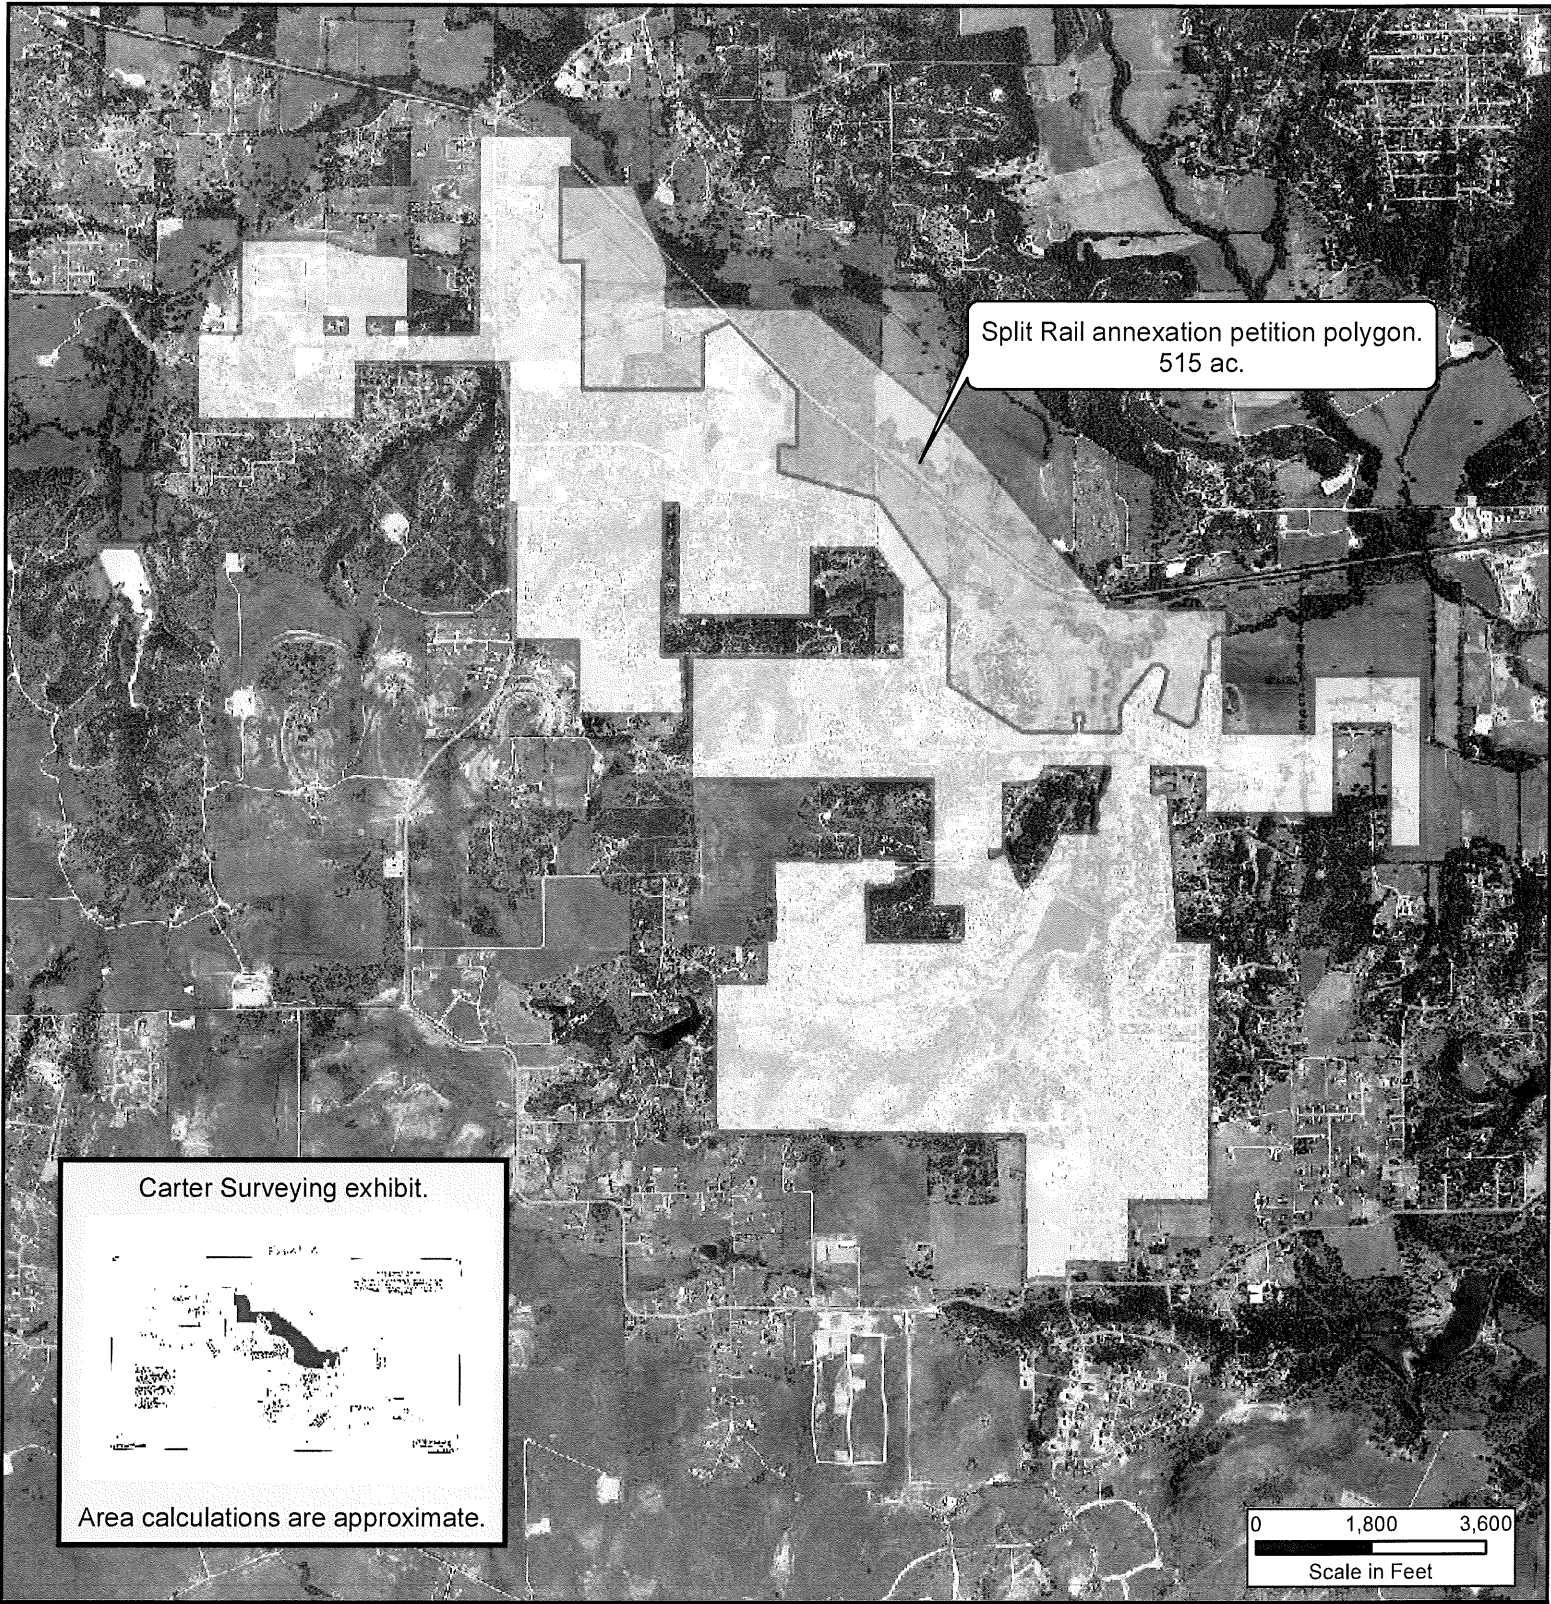 Split Rail annexation petition polygon.
515 ac.
Carter Surveying exhibit.
Area calculations are approximate.
0 1,800 3,600
Scale in Feet